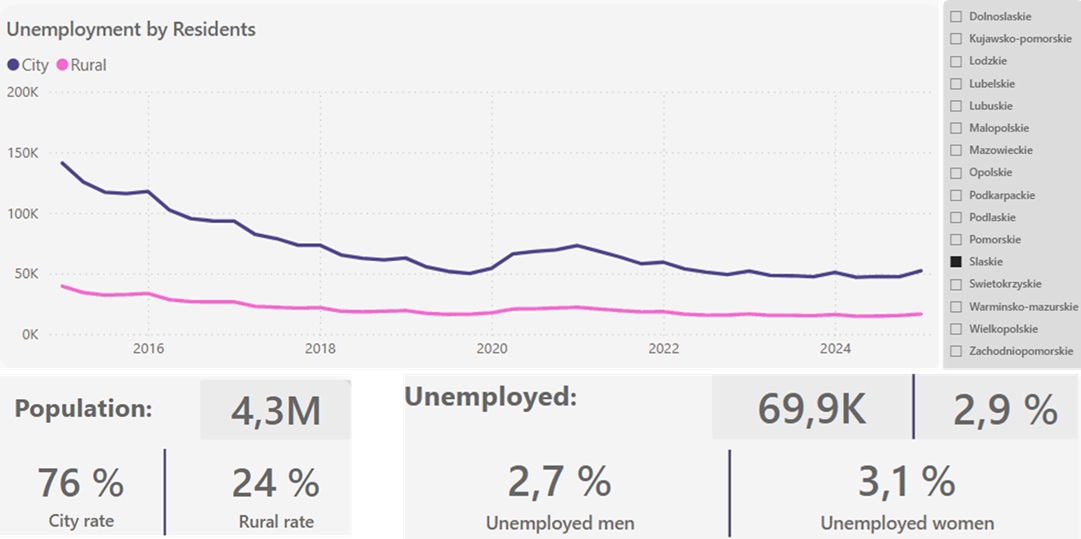 Unemployment by Residents
City Rural
200K
150K
100K
50K
0K
2016 2018 2020 2022 2024
Dolnoslaskie
Kujawsko-pomorskie
Lodzkie
Lubelskie
Lubuskie
Malopolskie
Mazowieckie
Opolskie
Podkarpackie
Podlaskie
Pomorskie
Slaskie
Swietokrzyskie
Warminsko-mazurskie
Wielkopolskie
Zachodniopomorskie
Population: 4,3M
76 % 24 %
City rate Rural rate
Unemployed: 69,9K 2,9 %
2,7 % 3,1 %
Unemployed men Unemployed women